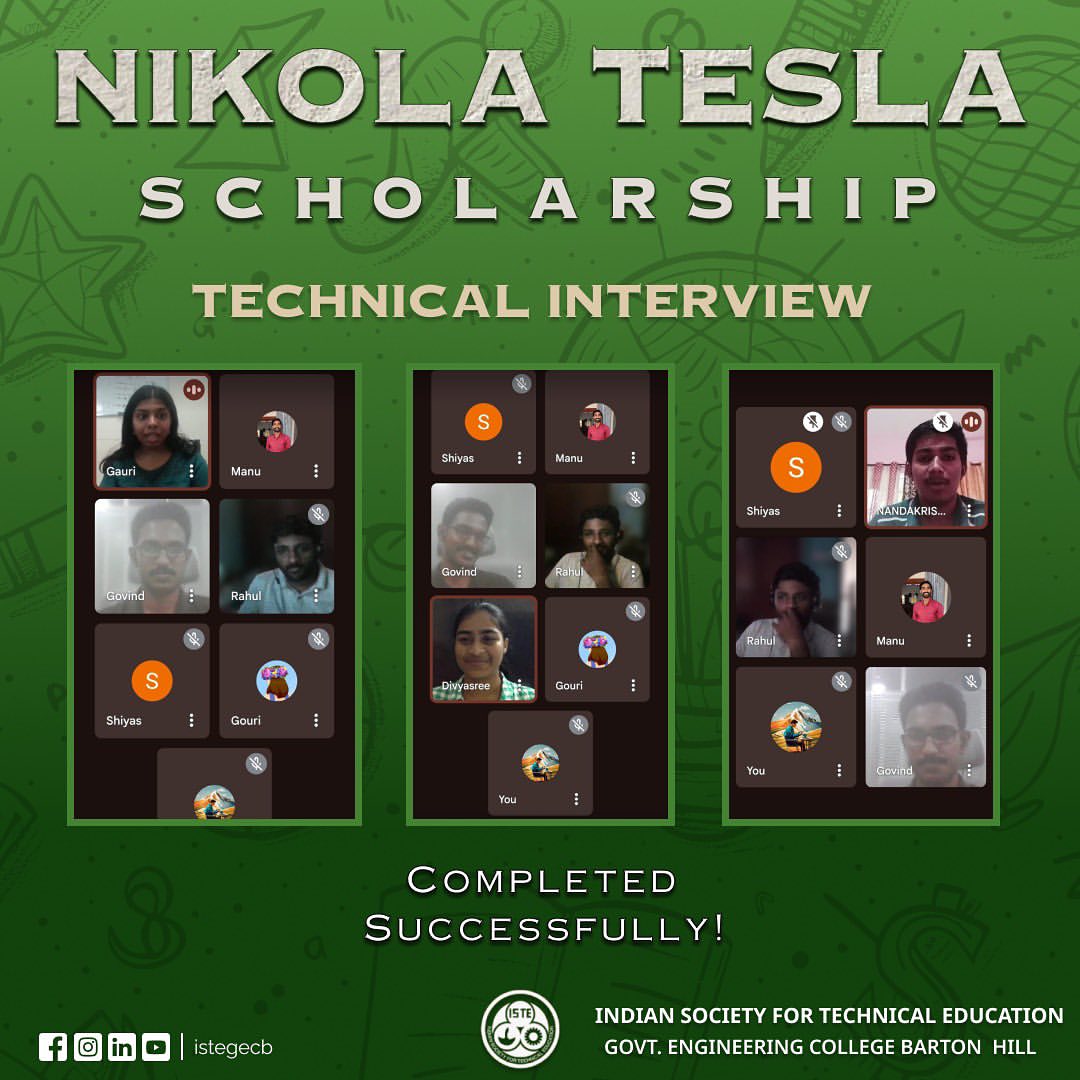 NIKOLA TESLA
SCHOLARSHIP
TECHNICAL INTERVIEW
Gauri
Manu
Govind
Rahul
S
Shiyas
Gouri
S
Shiyas
Manu
Govind
Rahul
Divyasree
Gouri
You
S
Shiyas
NANDAKRIS...
Rahul
Manu
You
Govind
COMPLETED
SUCCESSFULLY!
istegecb
ISTE
INDIAN SOCIETY FOR TECHNICAL EDUCATION
GOVT. ENGINEERING COLLEGE BARTON HILL